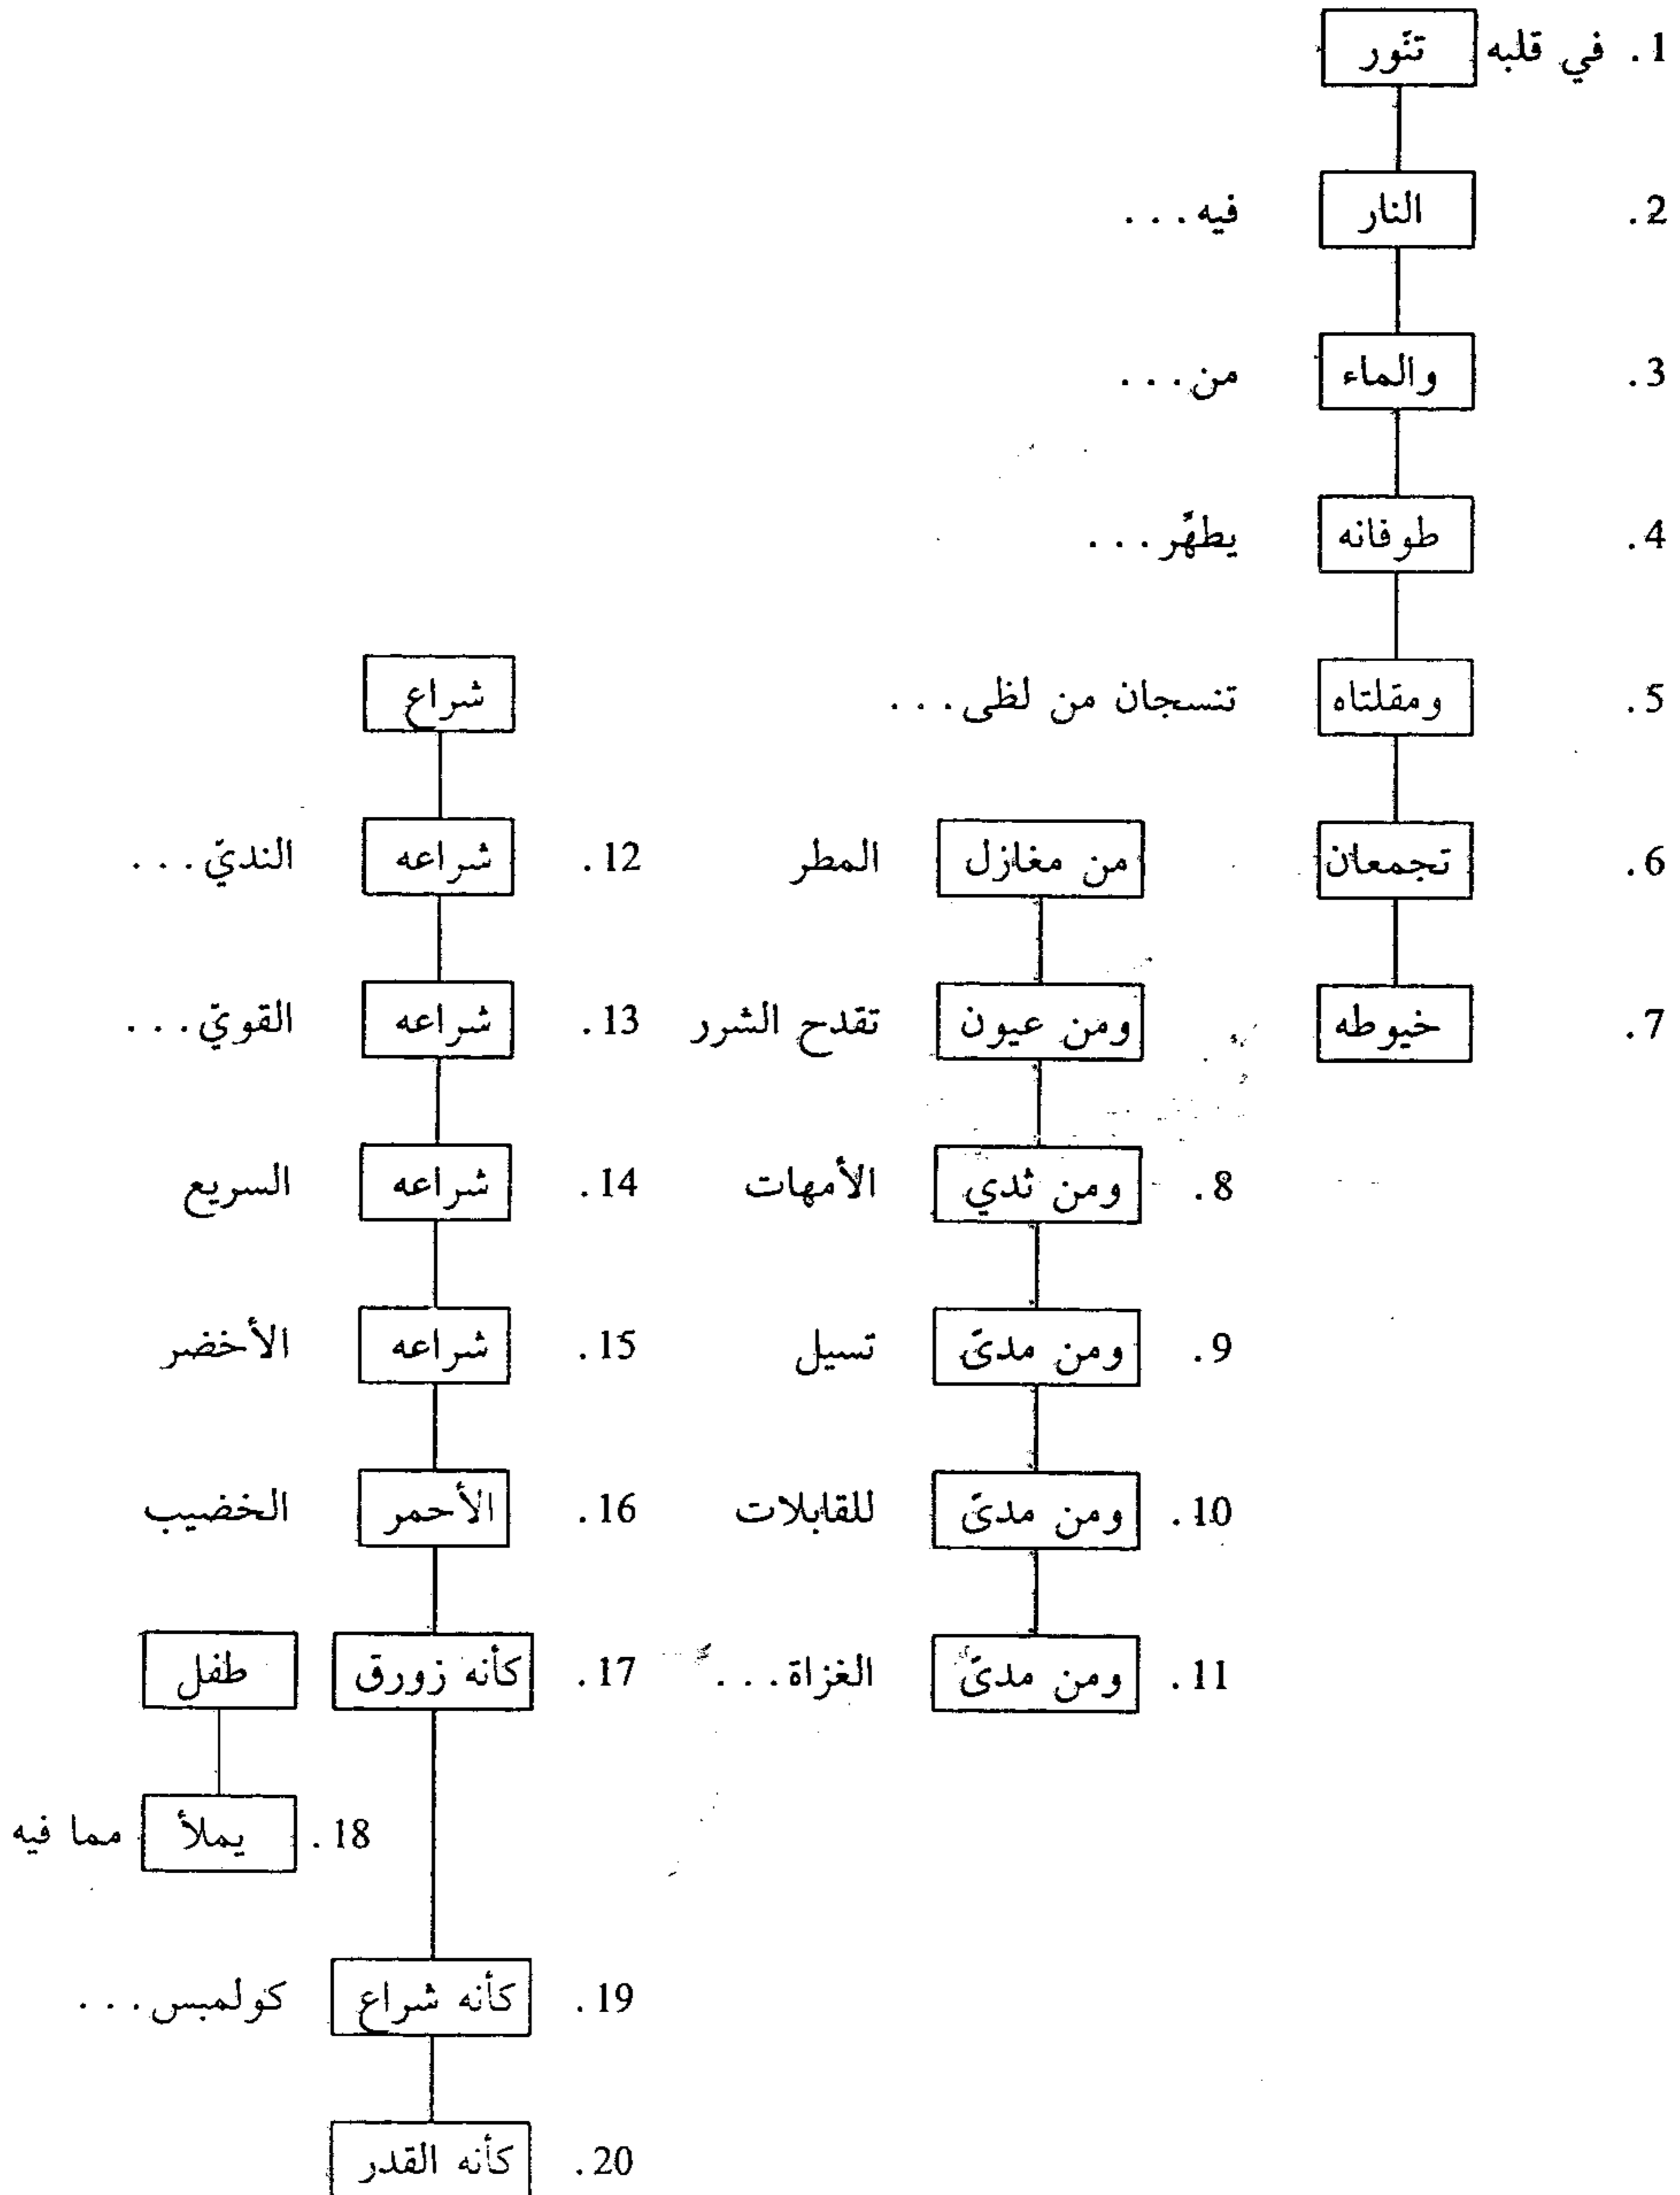 1. في قلبه تنّور
2. النار فيه...
3. والماء من...
4. طوفانه يطهّر...
5. ومقلتاه تنسجان من لظى... شراع
6. تجمعان من مغازل المطر
7. خيوطه ومن عيون تقدح الشرر
8. ومن ثدي الأمهات
9. ومن مدىّ تسيل
10. ومن مدىّ للقابلات
11. ومن مدىّ الغزاة...
12. شراعه النديّ...
13. شراعه القويّ...
14. شراعه السريع
15. شراعه الأخضر
16. الأحمر الخضيب
17. كأنه زورق طفل
18. يملأ مما فيه
19. كأنه شراع كولمبس...
20. كأنه القدر